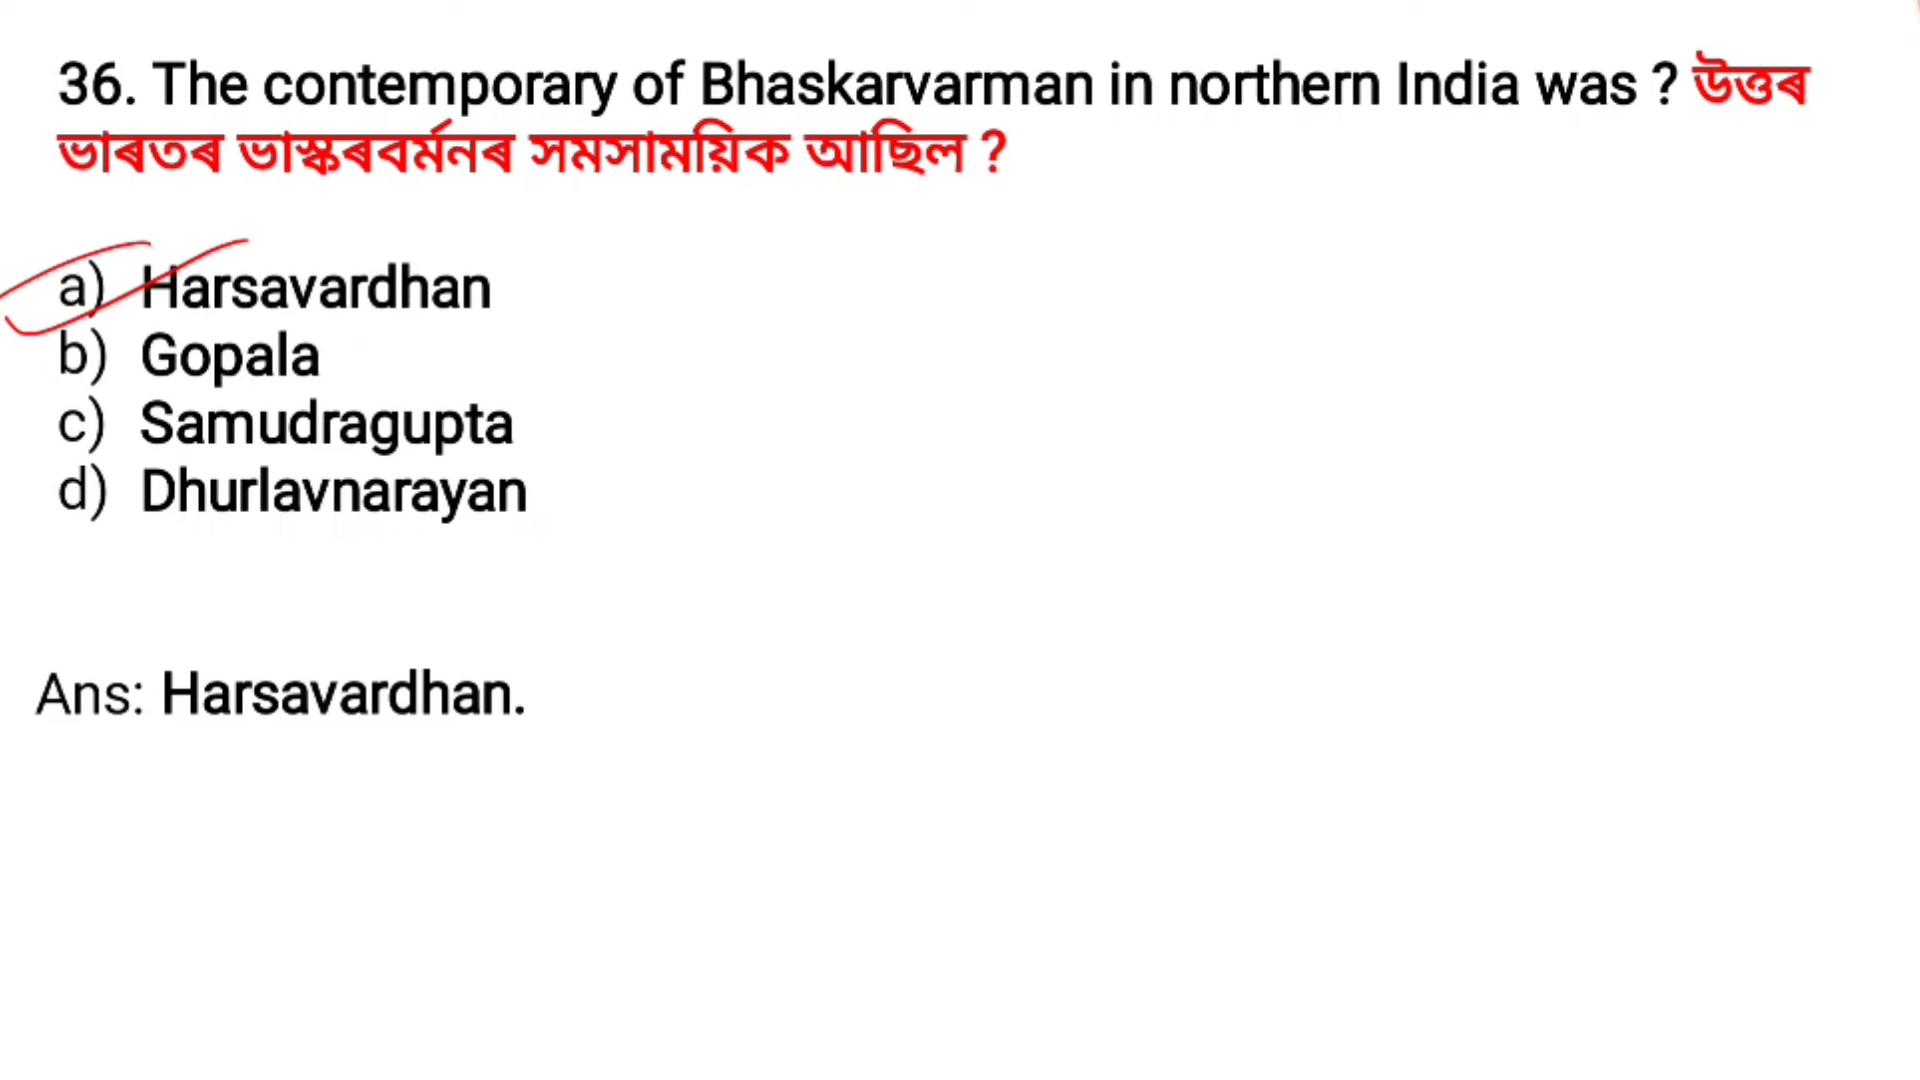 36. The contemporary of Bhaskarvarman in northern India was ? উত্তৰ
ভাৰতৰ ভাস্কৰবৰ্মনৰ সমসাময়িক আছিল ?
a) Harsavardhan
b) Gopala
c) Samudragupta
d) Dhurlavnarayan
Ans: Harsavardhan.